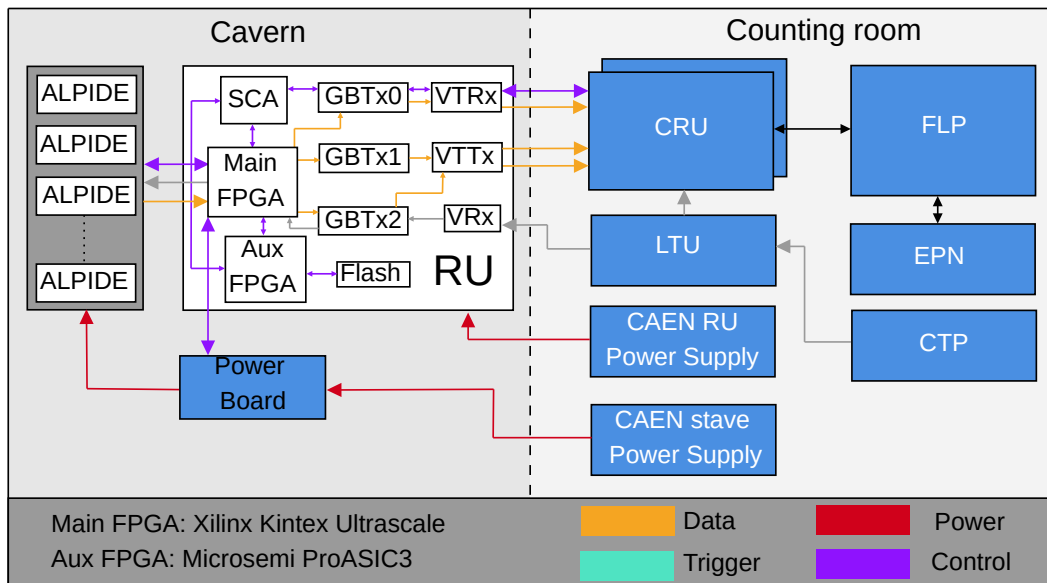 Cavern
Counting room
ALPIDE
ALPIDE
ALPIDE
ALPIDE
SCA
GBTx0
VTRx
Main
FPGA
GBTx1
VTTx
GBTx2
VRx
Aux
FPGA
Flash
RU
Power
Board
CRU
FLP
LTU
EPN
CAEN RU
Power Supply
CTP
CAEN stave
Power Supply
Main FPGA: Xilinx Kintex Ultrascale
Aux FPGA: Microsemi ProASIC3
Data
Power
Trigger
Control